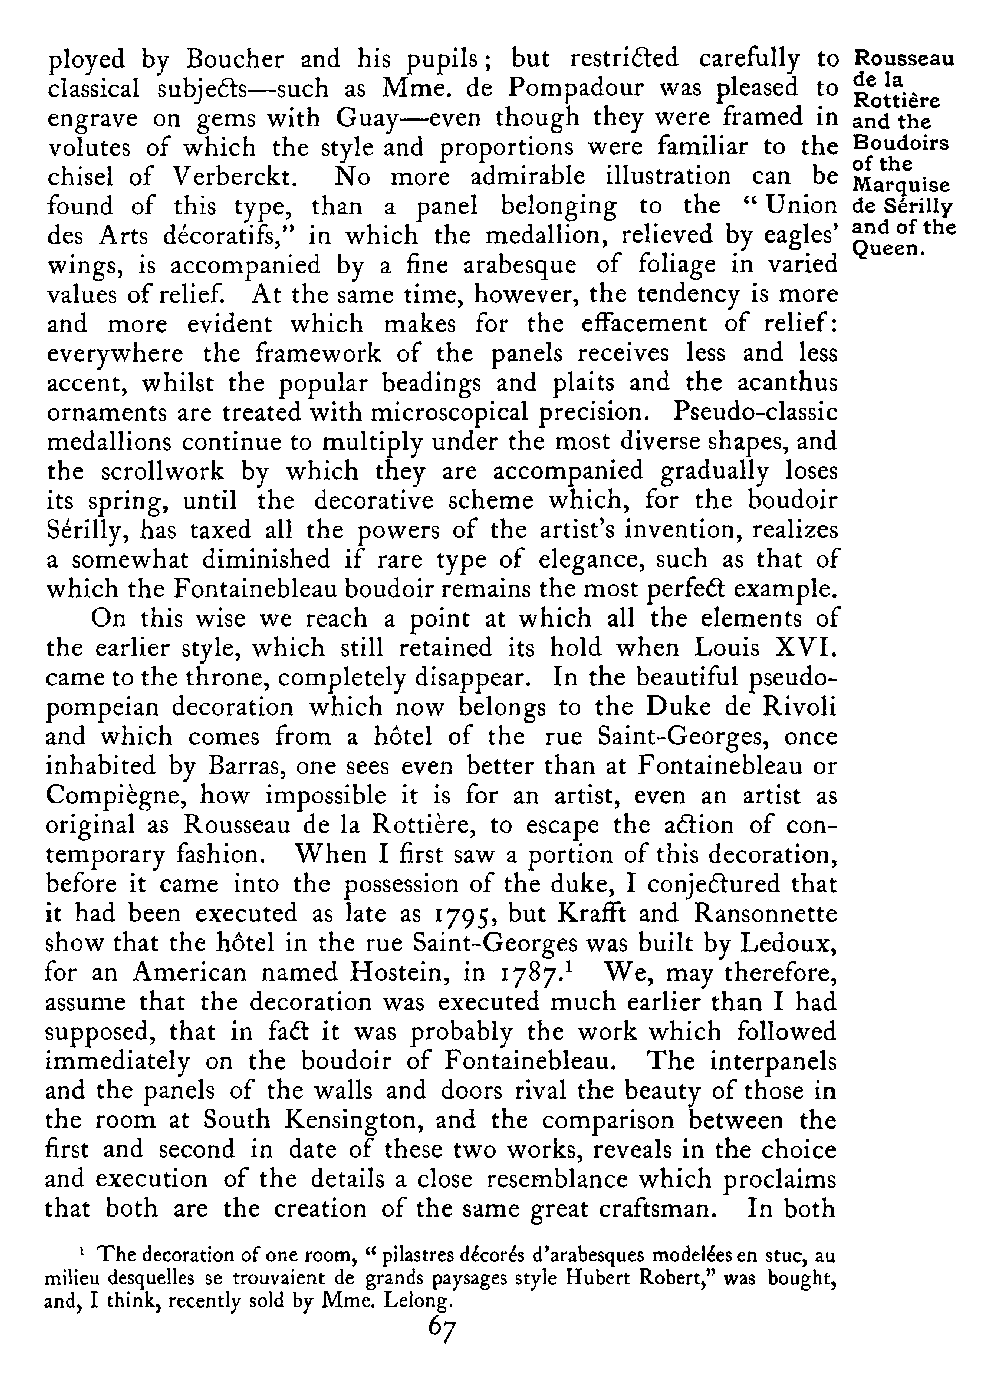 ployed by Boucher and his pupils; but restricted carefully to
classical subjects—such as Mme. de Pompadour was pleased to
engrave on gems with Guay—even though they were framed in
volutes of which the style and proportions were familiar to the
chisel of Verberckt. No more admirable illustration can be
found of this type, than a panel belonging to the “Union
des Arts décoratifs,” in which the medallion, relieved by eagles’
wings, is accompanied by a fine arabesque of foliage in varied
values of relief. At the same time, however, the tendency is more
and more evident which makes for the effacement of relief:
everywhere the framework of the panels receives less and less
accent, whilst the popular beadings and plaits and the acanthus
ornaments are treated with microscopical precision. Pseudo-classic
medallions continue to multiply under the most diverse shapes, and
the scrollwork by which they are accompanied gradually loses
its spring, until the decorative scheme which, for the boudoir
Sérilly, has taxed all the powers of the artist’s invention, realizes
a somewhat diminished if rare type of elegance, such as that of
which the Fontainebleau boudoir remains the most perfect example.
On this wise we reach a point at which all the elements of
the earlier style, which still retained its hold when Louis XVI.
came to the throne, completely disappear. In the beautiful pseudo-
pompeian decoration which now belongs to the Duke de Rivoli
and which comes from a hôtel of the rue Saint-Georges, once
inhabited by Barras, one sees even better than at Fontainebleau or
Compiègne, how impossible it is for an artist, even an artist as
original as Rousseau de la Rottière, to escape the action of con-
temporary fashion. When I first saw a portion of this decoration,
before it came into the possession of the duke, I conjectured that
it had been executed as late as 1795, but Krafft and Ransonnette
show that the hôtel in the rue Saint-Georges was built by Ledoux,
for an American named Hostein, in 1787.¹ We, may therefore,
assume that the decoration was executed much earlier than I had
supposed, that in fact it was probably the work which followed
immediately on the boudoir of Fontainebleau. The interpanels
and the panels of the walls and doors rival the beauty of those in
the room at South Kensington, and the comparison between the
first and second in date of these two works, reveals in the choice
and execution of the details a close resemblance which proclaims
that both are the creation of the same great craftsman. In both
Rousseau
de la
Rottière
and the
Boudoirs
of the
Marquise
de Sérilly
and of the
Queen.
¹ The decoration of one room, “pilastres décorés d’arabesques modelées en stuc, au
milieu desquelles se trouvaient de grands paysages style Hubert Robert,” was bought,
and, I think, recently sold by Mme. Lelong.
67